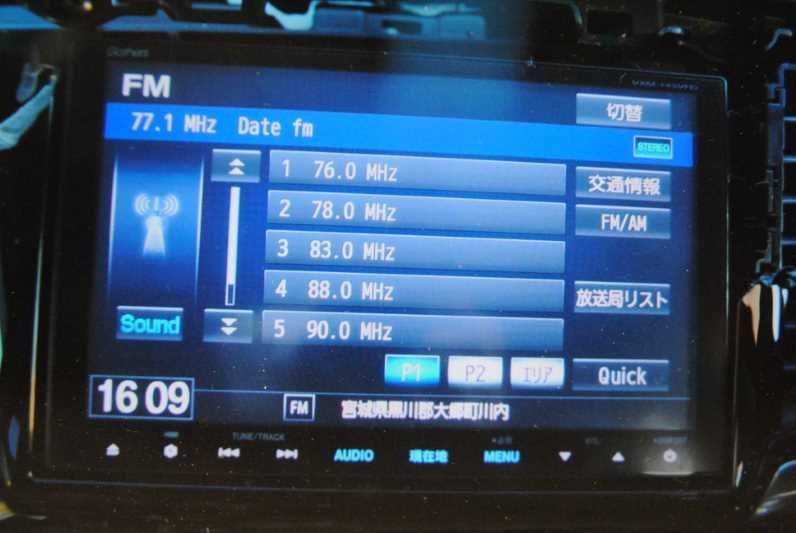 Gathers
FM
切替
77.1 MHz Date fm
STEREO
1 76.0 MHz
交通情報
2 78.0 MHz
FM/AM
3 83.0 MHz
4 88.0 MHz
放送局リスト
Sound
5 90.0 MHz
P1 P2 エリア Quick
16 09
FM 宮城県黒川郡大郷町川内
TUNE/TRACK
AUDIO 現在地 MENU